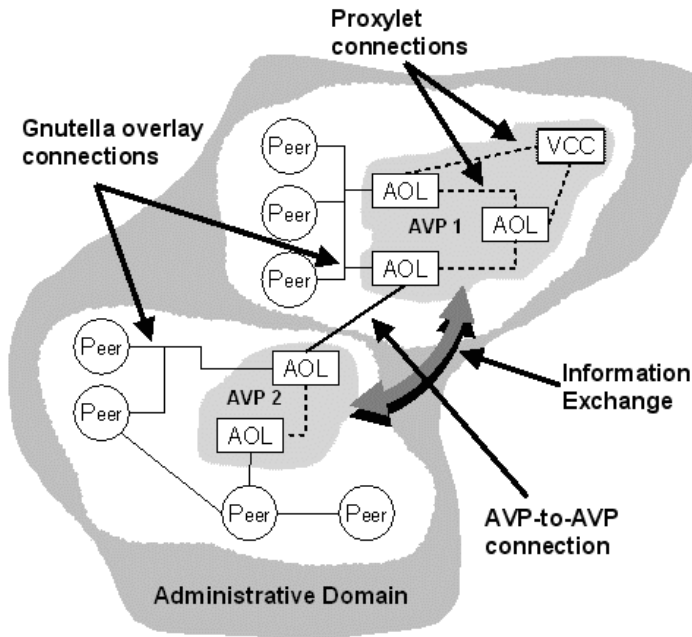 Proxylet
connections
Gnutella overlay
connections
Peer
VCC
AOL
Peer
AVP 1
AOL
Peer
AOL
Peer
AOL
Information
Exchange
AVP 2
Peer
AOL
Peer
Peer
AVP-to-AVP
connection
Administrative Domain